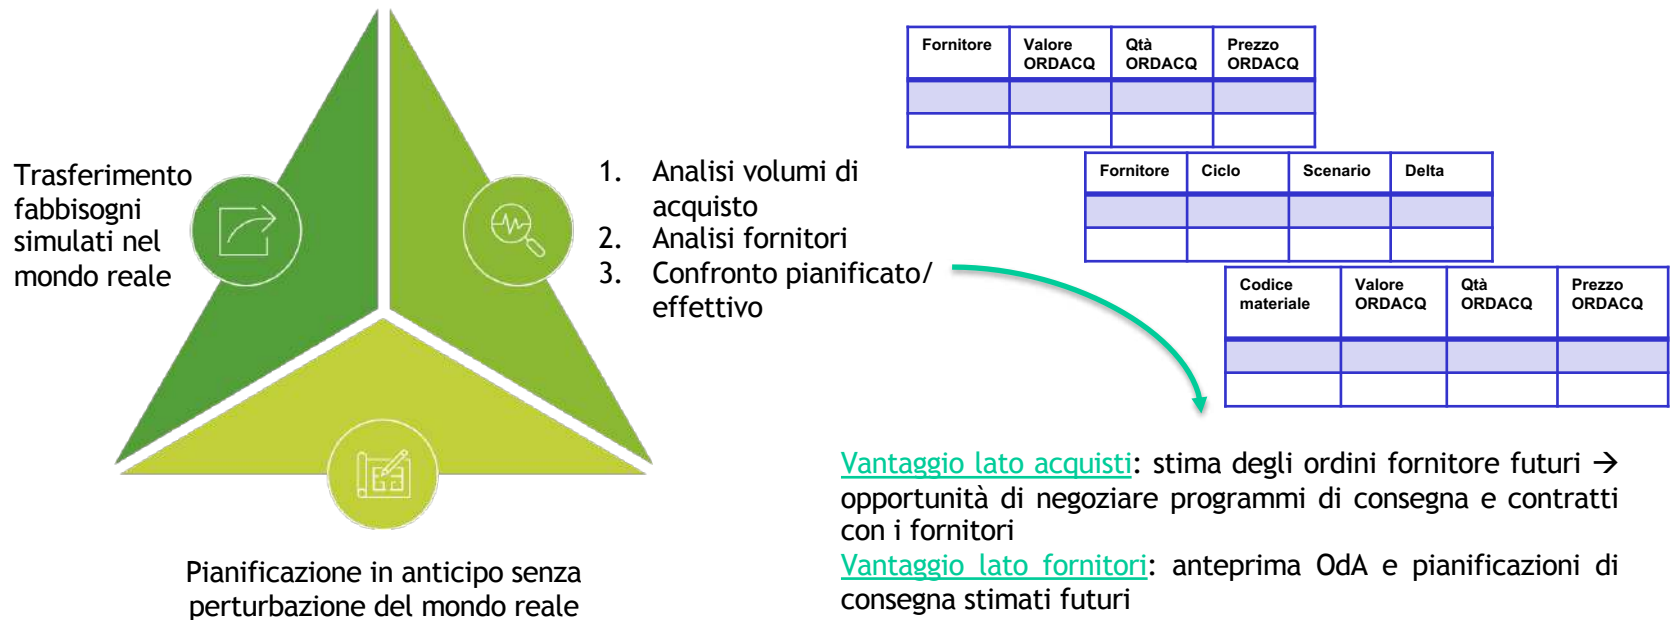 Trasferimento
fabbisogni
simulati nel
mondo reale
1. Analisi volumi di
acquisto
2. Analisi fornitori
3. Confronto pianificato/
effettivo
Pianificazione in anticipo senza
perturbazione del mondo reale
Fornitore Valore ORDACQ Qtà ORDACQ Prezzo ORDACQ
Fornitore Ciclo Scenario Delta
Codice materiale Valore ORDACQ Qtà ORDACQ Prezzo ORDACQ
Vantaggio lato acquisti: stima degli ordini fornitore futuri →
opportunità di negoziare programmi di consegna e contratti
con i fornitori
Vantaggio lato fornitori: anteprima OdA e pianificazioni di
consegna stimati futuri